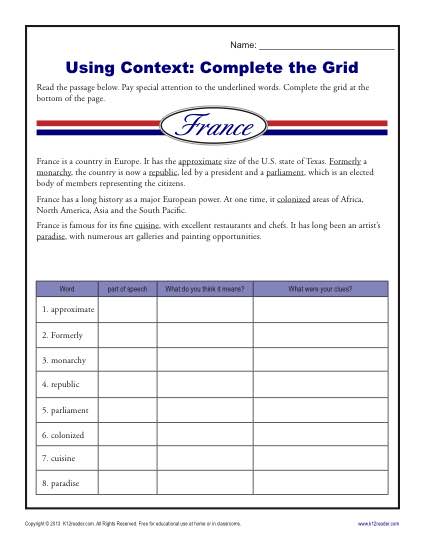 Name:
Using Context: Complete the Grid
Read the passage below. Pay special attention to the underlined words. Complete the grid at the
bottom of the page.
France
France is a country in Europe. It has the approximate size of the U.S. state of Texas. Formerly a
monarchy, the country is now a republic, led by a president and a parliament, which is an elected
body of members representing the citizens.
France has a long history as a major European power. At one time, it colonized areas of Africa,
North America, Asia and the South Pacific.
France is famous for its fine cuisine, with excellent restaurants and chefs. It has long been an artist's
paradise, with numerous art galleries and painting opportunities.
Word part of speech What do you think it means? What were your clues?
1. approximate
2. Formerly
3. monarchy
4. republic
5. parliament
6. colonized
7. cuisine
8. paradise
Copyright © 2013 K12reader.com. All Rights Reserved. Free for educational use at home or in classrooms. www.k12reader.com